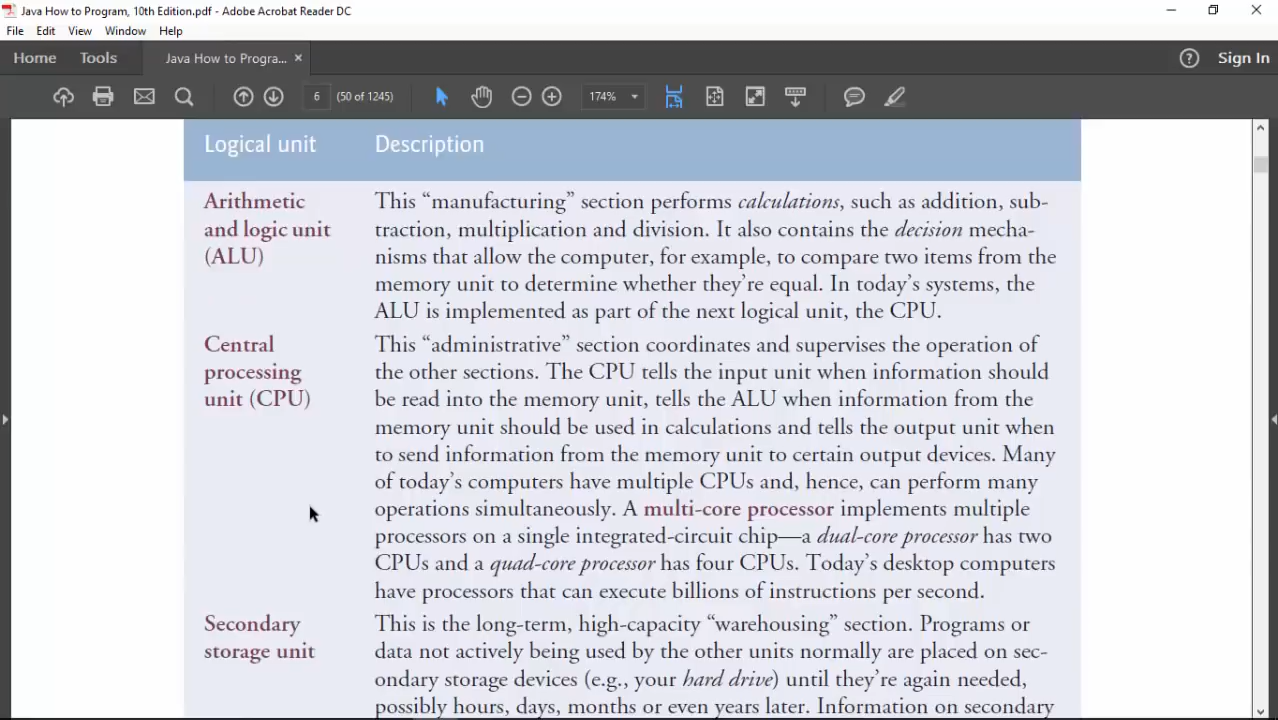 Java How to Program, 10th Edition.pdf - Adobe Acrobat Reader DC
File Edit View Window Help
Home Tools Java How to Progra... × Sign In
6 (50 of 1245) 174%
Logical unit Description
Arithmetic and logic unit (ALU)
This “manufacturing” section performs calculations, such as addition, sub-
traction, multiplication and division. It also contains the decision mecha-
nisms that allow the computer, for example, to compare two items from the
memory unit to determine whether they’re equal. In today’s systems, the
ALU is implemented as part of the next logical unit, the CPU.
Central processing unit (CPU)
This “administrative” section coordinates and supervises the operation of
the other sections. The CPU tells the input unit when information should
be read into the memory unit, tells the ALU when information from the
memory unit should be used in calculations and tells the output unit when
to send information from the memory unit to certain output devices. Many
of today’s computers have multiple CPUs and, hence, can perform many
operations simultaneously. A multi-core processor implements multiple
processors on a single integrated-circuit chip—a dual-core processor has two
CPUs and a quad-core processor has four CPUs. Today’s desktop computers
have processors that can execute billions of instructions per second.
Secondary storage unit
This is the long-term, high-capacity “warehousing” section. Programs or
data not actively being used by the other units normally are placed on sec-
ondary storage devices (e.g., your hard drive) until they’re again needed,
possibly hours, days, months or even years later. Information on secondary